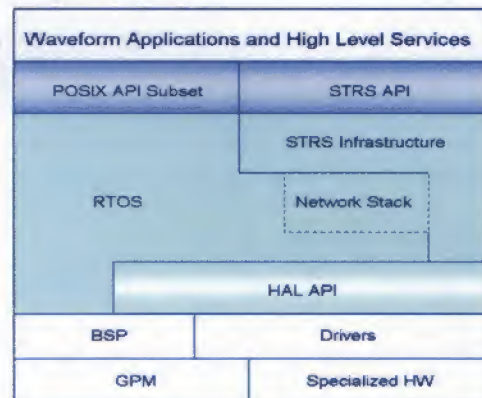 Waveform Applications and High Level Services
POSIX API Subset
STRS API
STRS Infrastructure
RTOS
Network Stack
HAL API
BSP
Drivers
GPM
Specialized HW